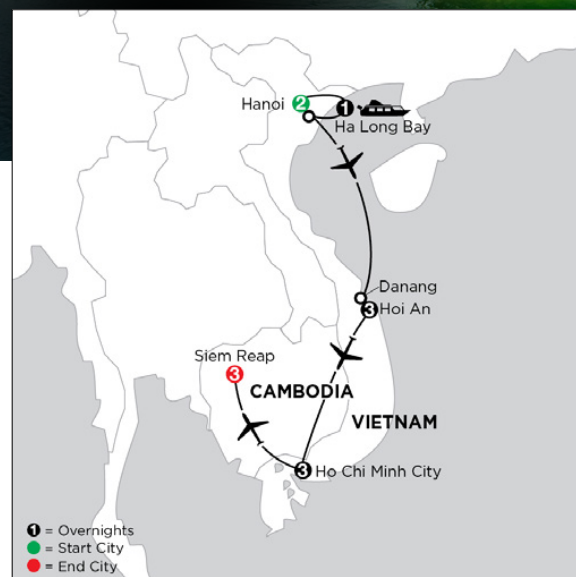 Hanoi 2
1
Ha Long Bay
Danang
3 Hoi An
Siem Reap
3
CAMBODIA
VIETNAM
3 Ho Chi Minh City
1 = Overnights
= Start City
= End City